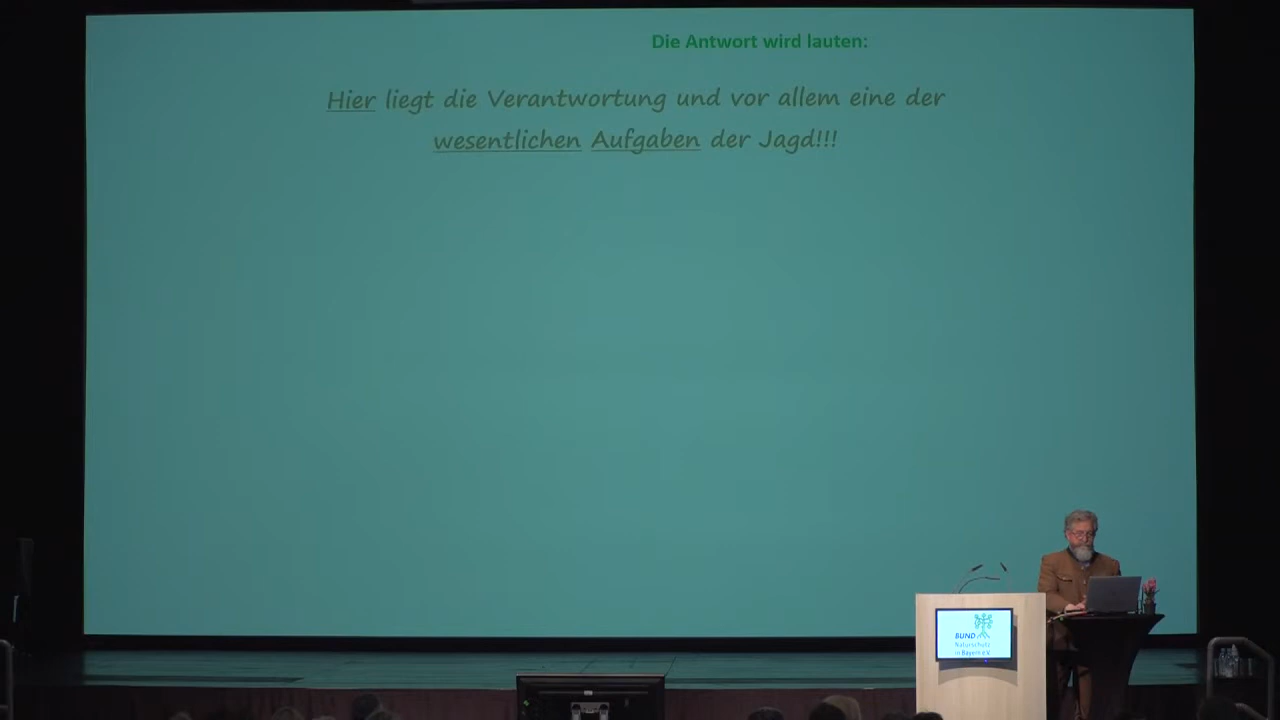 Die Antwort wird lauten:
Hier liegt die Verantwortung und vor allem eine der
wesentlichen Aufgaben der Jagd!!!
BUND
Naturschutz
in Bayern e.V.